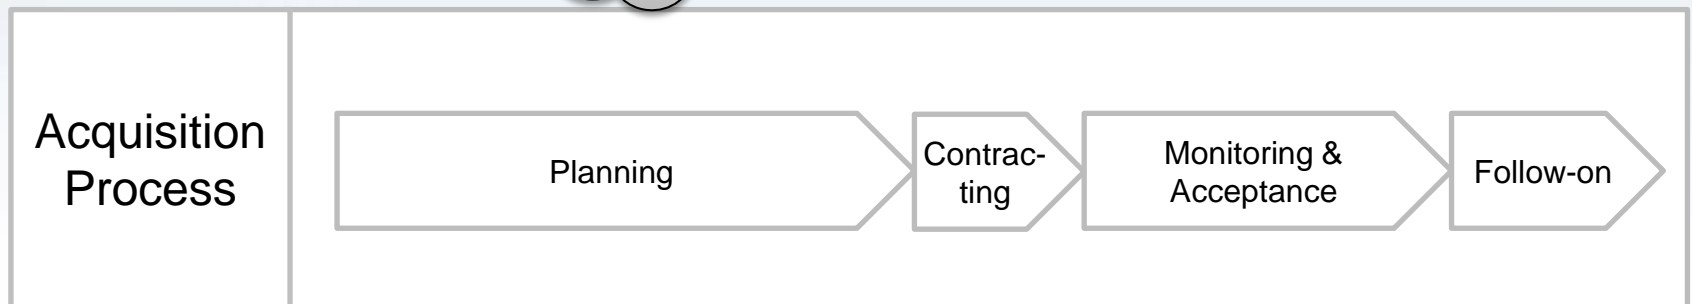 Acquisition
Process
Planning
Contrac-
ting
Monitoring &
Acceptance
Follow-on